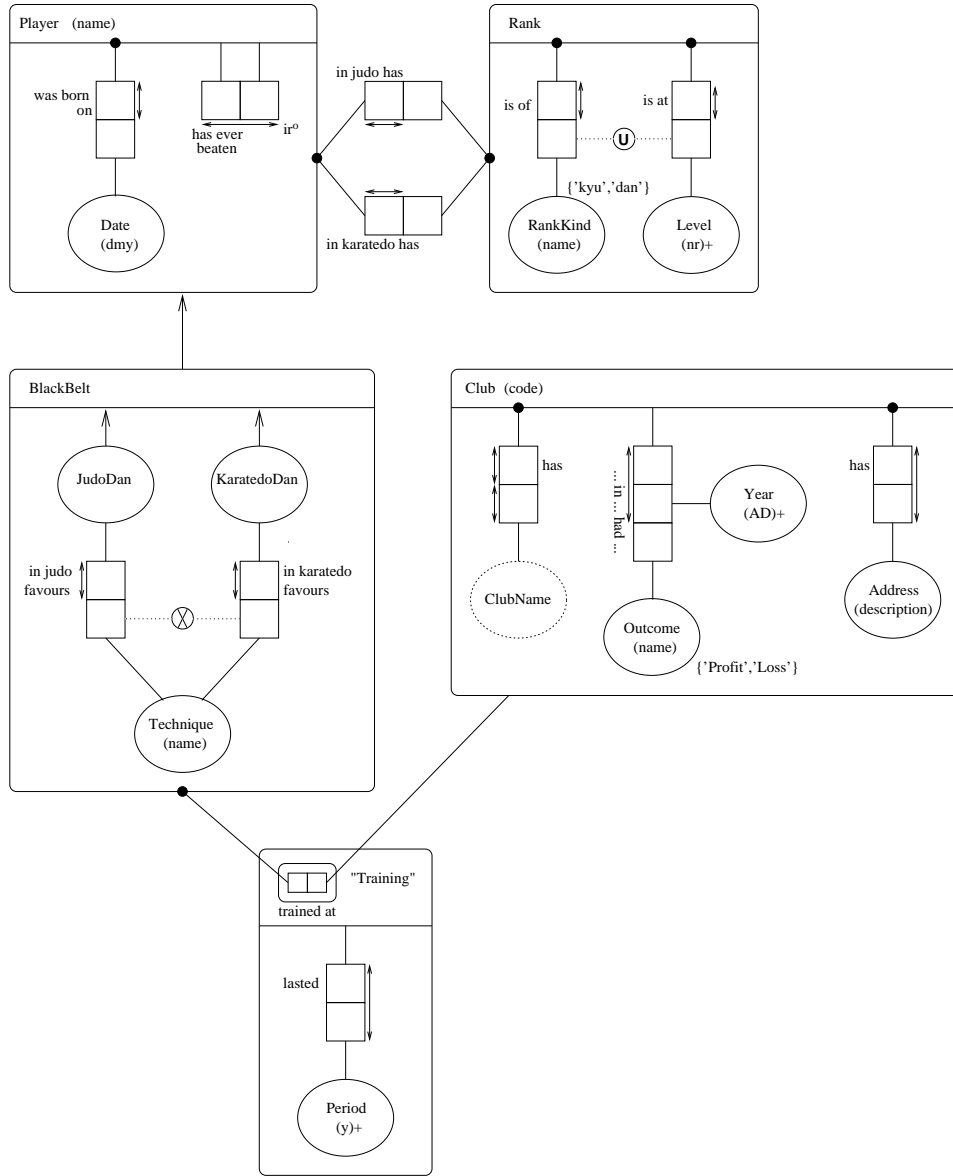 Player (name)
Rank
in judo has
was born
on
has ever
beaten
ir°
is of
is at
U
{'kyu','dan'}
Date
(dmy)
RankKind
(name)
Level
(nr)+
in karatedo has
BlackBelt
Club (code)
JudoDan
KaratedoDan
has
... in ... had ...
has
Year
(AD)+
in judo
favours
in karatedo
favours
X
ClubName
Outcome
(name)
{'Profit','Loss'}
Address
(description)
Technique
(name)
"Training"
trained at
lasted
Period
(y)+